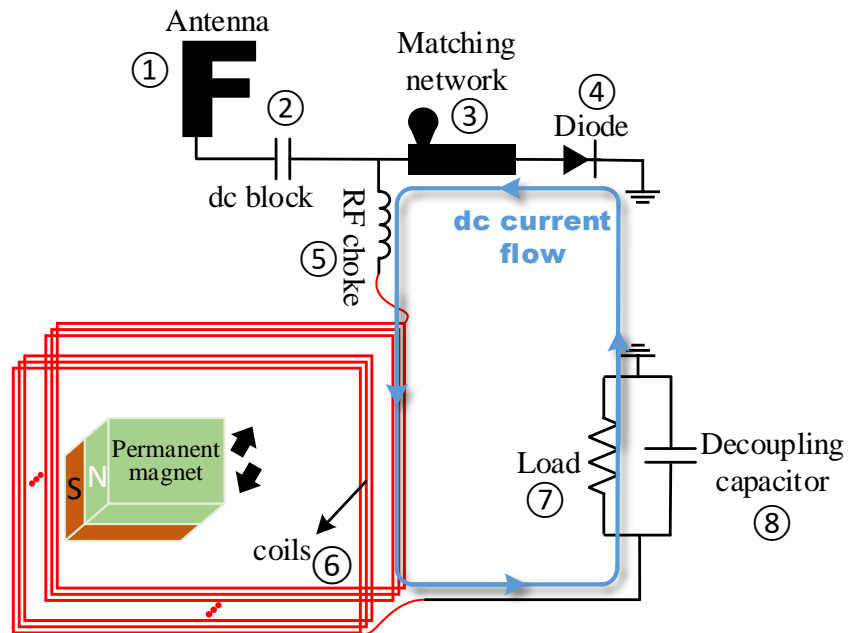 Antenna
①
②
dc block
Matching
network
③
④
Diode
RF choke
⑤
dc current
flow
Permanent
magnet
S
N
coils
⑥
Load
⑦
Decoupling
capacitor
⑧